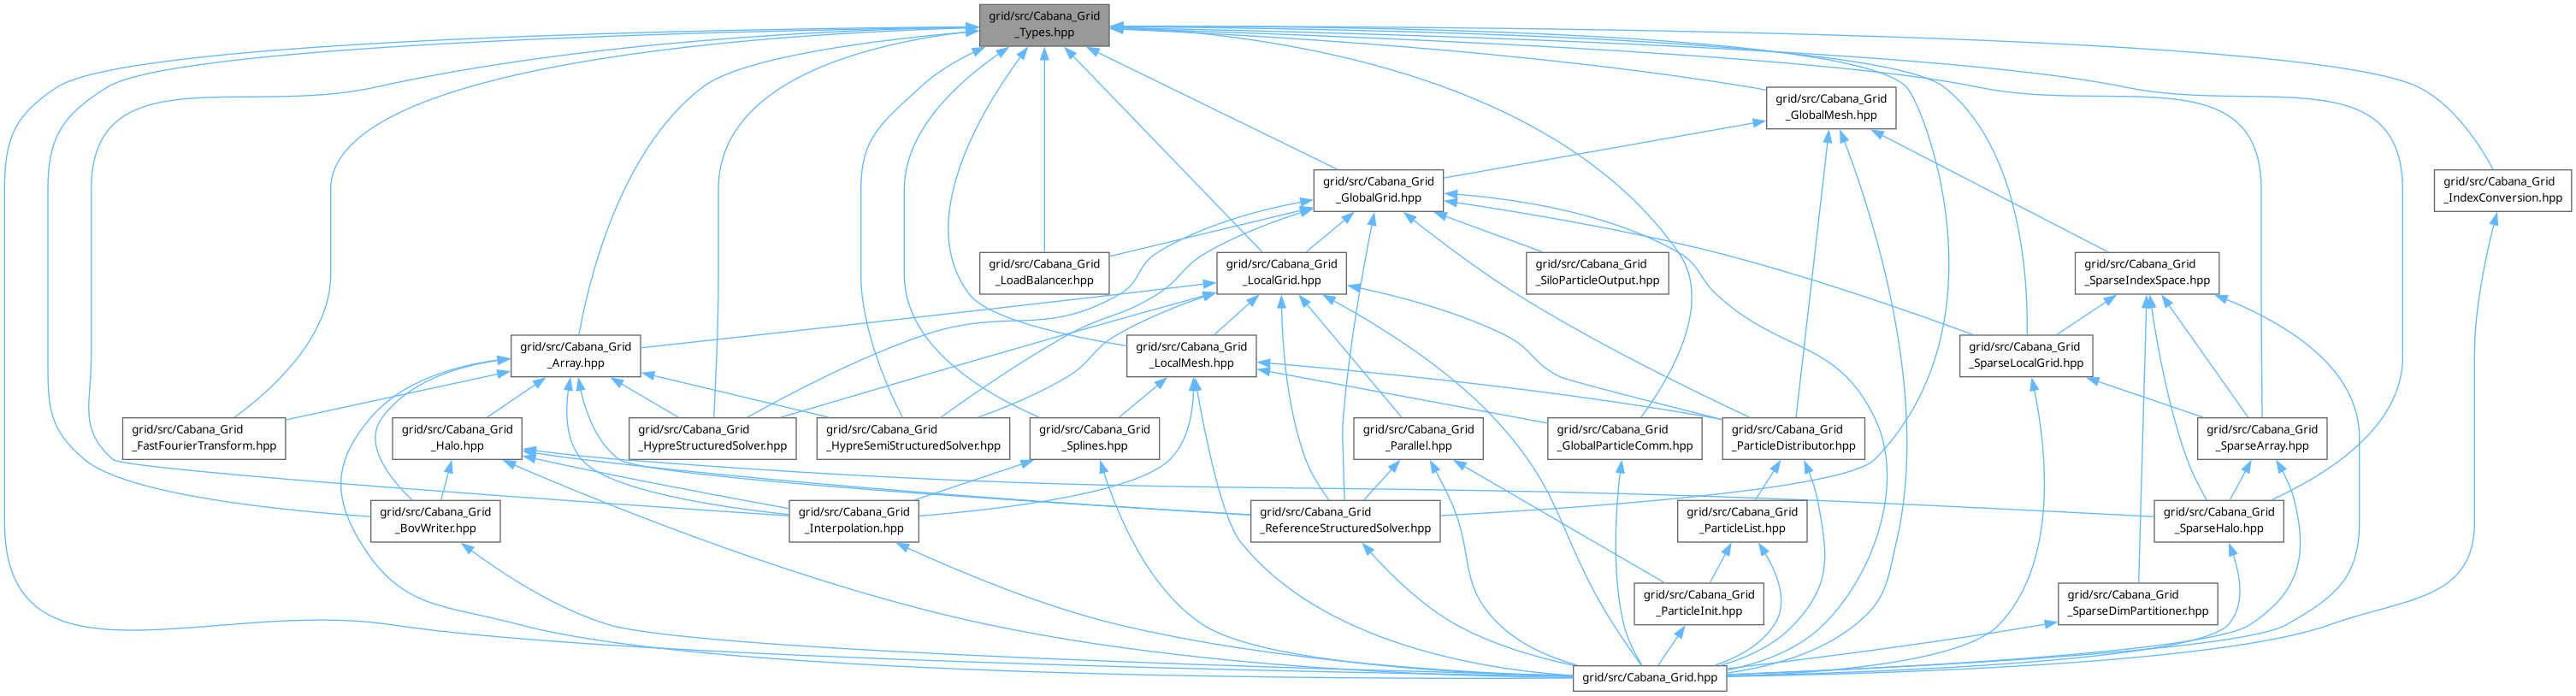 grid/src/Cabana_Grid
_Types.hpp
grid/src/Cabana_Grid
_GlobalMesh.hpp
grid/src/Cabana_Grid
_GlobalGrid.hpp
grid/src/Cabana_Grid
_IndexConversion.hpp
grid/src/Cabana_Grid
_LoadBalancer.hpp
grid/src/Cabana_Grid
_LocalGrid.hpp
grid/src/Cabana_Grid
_SiloParticleOutput.hpp
grid/src/Cabana_Grid
_SparseIndexSpace.hpp
grid/src/Cabana_Grid
_Array.hpp
grid/src/Cabana_Grid
_LocalMesh.hpp
grid/src/Cabana_Grid
_SparseLocalGrid.hpp
grid/src/Cabana_Grid
_FastFourierTransform.hpp
grid/src/Cabana_Grid
_Halo.hpp
grid/src/Cabana_Grid
_HypreStructuredSolver.hpp
grid/src/Cabana_Grid
_HypreSemiStructuredSolver.hpp
grid/src/Cabana_Grid
_Splines.hpp
grid/src/Cabana_Grid
_Parallel.hpp
grid/src/Cabana_Grid
_GlobalParticleComm.hpp
grid/src/Cabana_Grid
_ParticleDistributor.hpp
grid/src/Cabana_Grid
_SparseArray.hpp
grid/src/Cabana_Grid
_BovWriter.hpp
grid/src/Cabana_Grid
_Interpolation.hpp
grid/src/Cabana_Grid
_ReferenceStructuredSolver.hpp
grid/src/Cabana_Grid
_ParticleList.hpp
grid/src/Cabana_Grid
_SparseHalo.hpp
grid/src/Cabana_Grid
_ParticleInit.hpp
grid/src/Cabana_Grid
_SparseDimPartitioner.hpp
grid/src/Cabana_Grid.hpp